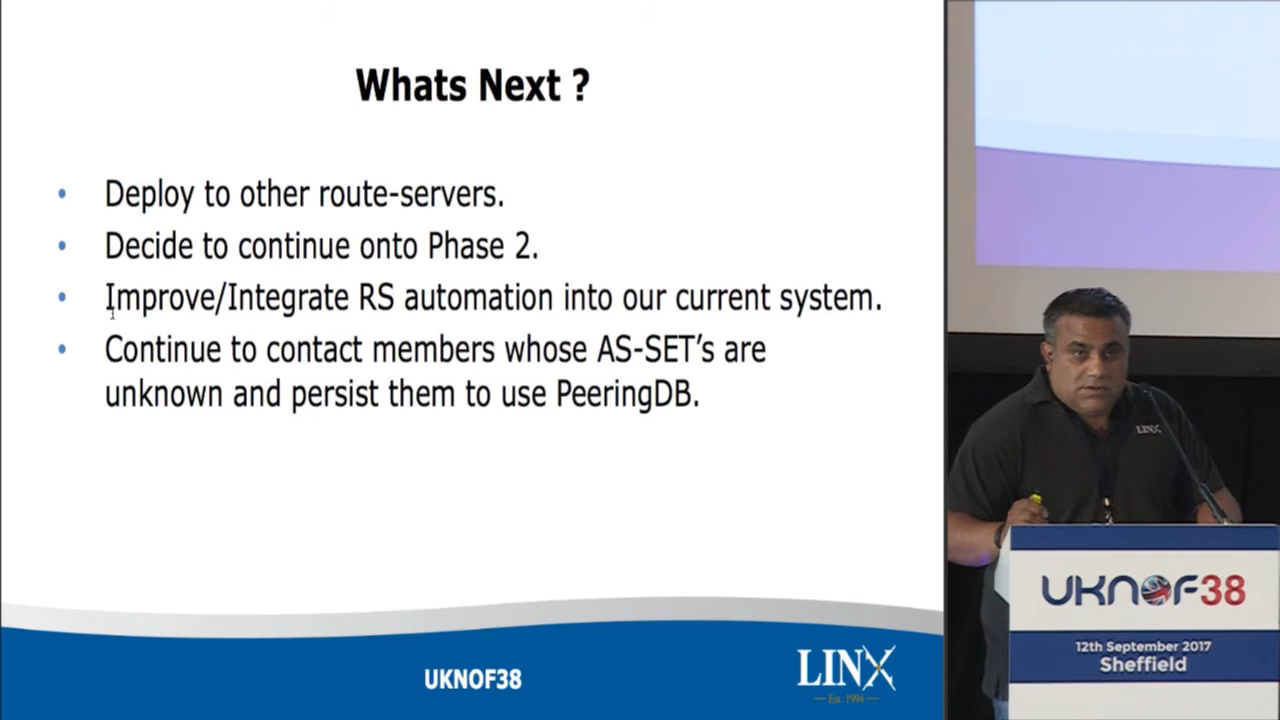 Whats Next ?
• Deploy to other route-servers.
• Decide to continue onto Phase 2.
• Improve/Integrate RS automation into our current system.
• Continue to contact members whose AS-SET’s are
unknown and persist them to use PeeringDB.
UKNOF38
LINX
Est. 1994
LINX
UKNOF38
12th September 2017
Sheffield